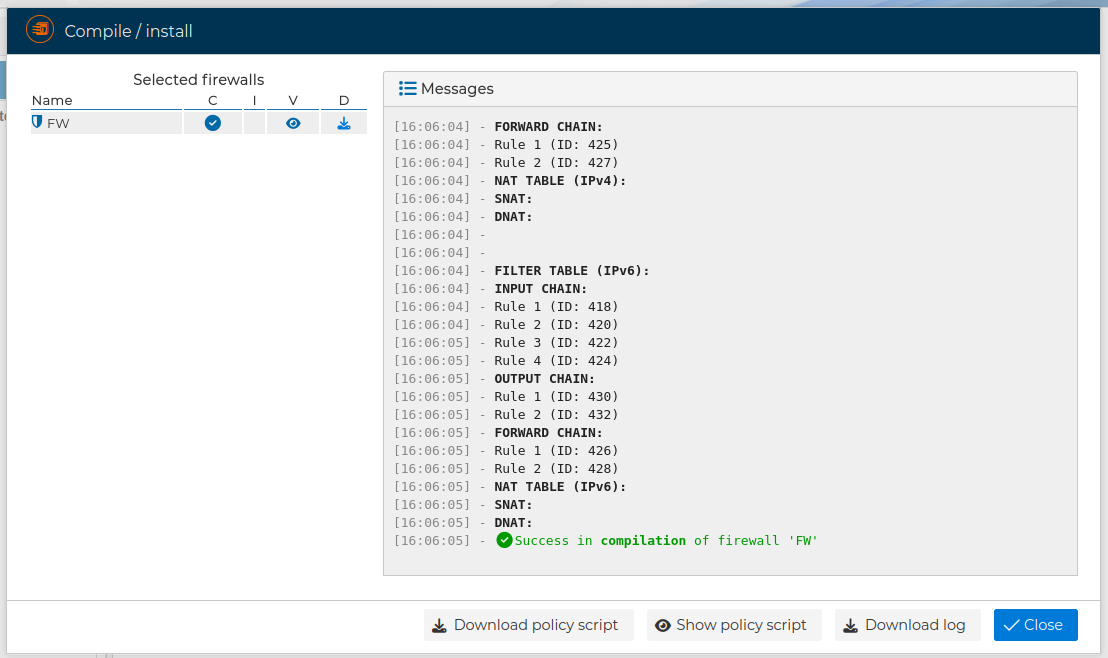 Compile / install
Selected firewalls
Name C I V D
FW
Messages
[16:06:04] - FORWARD CHAIN:
[16:06:04] - Rule 1 (ID: 425)
[16:06:04] - Rule 2 (ID: 427)
[16:06:04] - NAT TABLE (IPv4):
[16:06:04] - SNAT:
[16:06:04] - DNAT:
[16:06:04] -
[16:06:04] -
[16:06:04] - FILTER TABLE (IPv6):
[16:06:04] - INPUT CHAIN:
[16:06:04] - Rule 1 (ID: 418)
[16:06:04] - Rule 2 (ID: 420)
[16:06:05] - Rule 3 (ID: 422)
[16:06:05] - Rule 4 (ID: 424)
[16:06:05] - OUTPUT CHAIN:
[16:06:05] - Rule 1 (ID: 430)
[16:06:05] - Rule 2 (ID: 432)
[16:06:05] - FORWARD CHAIN:
[16:06:05] - Rule 1 (ID: 426)
[16:06:05] - Rule 2 (ID: 428)
[16:06:05] - NAT TABLE (IPv6):
[16:06:05] - SNAT:
[16:06:05] - DNAT:
[16:06:05] - Success in compilation of firewall 'FW'
Download policy script
Show policy script
Download log
Close